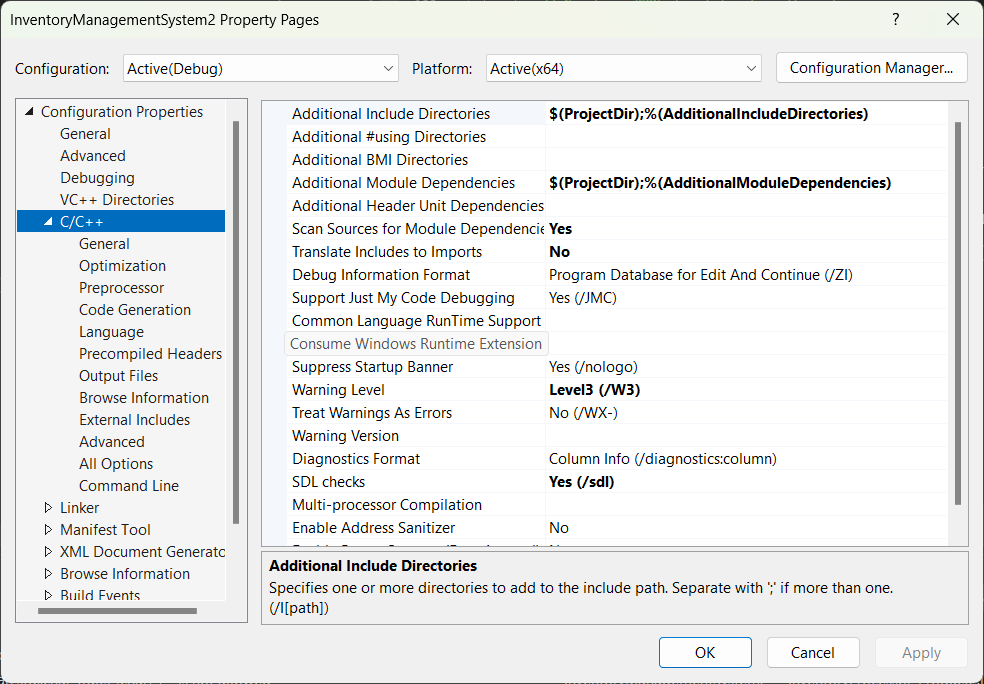 InventoryManagementSystem2 Property Pages
?
Configuration: Active(Debug) Platform: Active(x64) Configuration Manager...
Configuration Properties
General
Advanced
Debugging
VC++ Directories
C/C++
General
Optimization
Preprocessor
Code Generation
Language
Precompiled Headers
Output Files
Browse Information
External Includes
Advanced
All Options
Command Line
Linker
Manifest Tool
XML Document Generato
Browse Information
Build Events
Additional Include Directories $(ProjectDir);%(AdditionalIncludeDirectories)
Additional #using Directories
Additional BMI Directories
Additional Module Dependencies $(ProjectDir);%(AdditionalModuleDependencies)
Additional Header Unit Dependencies
Scan Sources for Module Dependencie Yes
Translate Includes to Imports No
Debug Information Format Program Database for Edit And Continue (/ZI)
Support Just My Code Debugging Yes (/JMC)
Common Language RunTime Support
Consume Windows Runtime Extension
Suppress Startup Banner Yes (/nologo)
Warning Level Level3 (/W3)
Treat Warnings As Errors No (/WX-)
Warning Version
Diagnostics Format Column Info (/diagnostics:column)
SDL checks Yes (/sdl)
Multi-processor Compilation
Enable Address Sanitizer No
Additional Include Directories
Specifies one or more directories to add to the include path. Separate with ';' if more than one.
(/I[path])
OK Cancel Apply